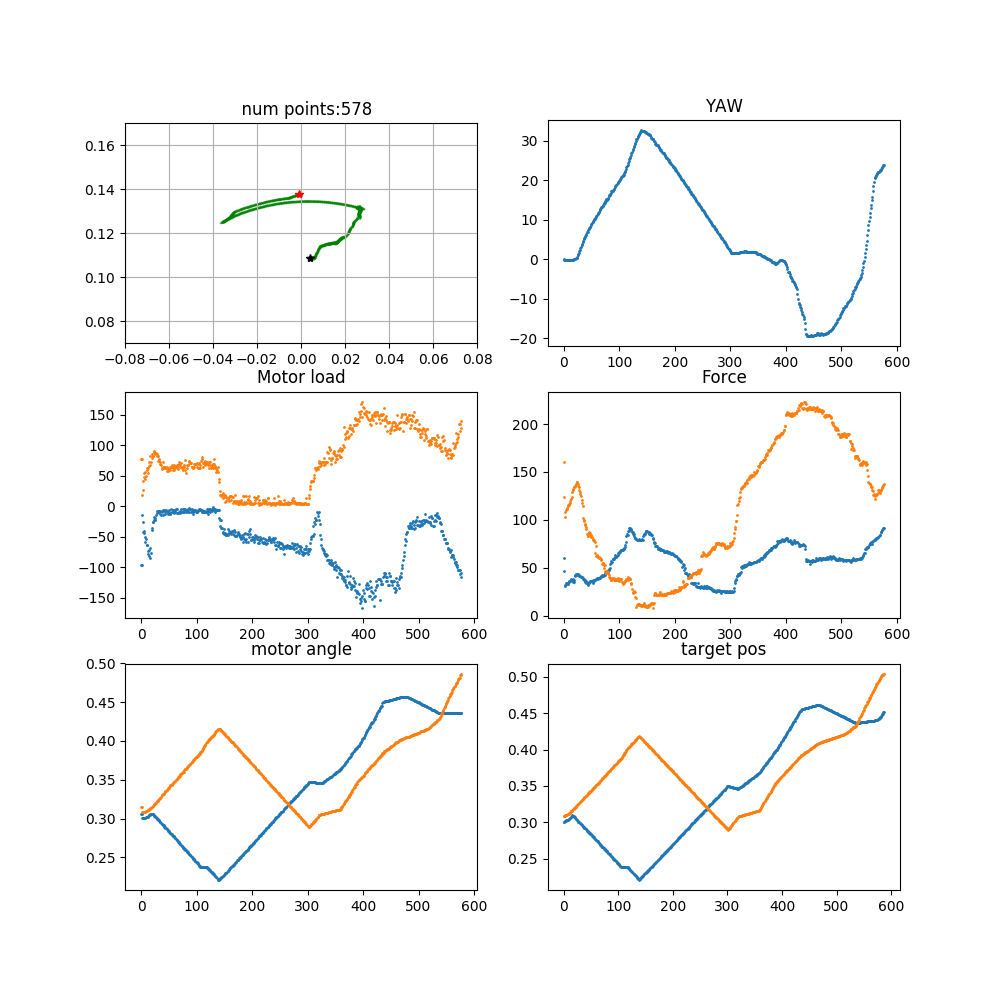 num points:578
0.16
0.14
0.12
0.10
0.08
−0.08 −0.06 −0.04 −0.02 0.00 0.02 0.04 0.06 0.08
YAW
30
20
10
0
−10
−20
0 100 200 300 400 500 600
Motor load
150
100
50
0
−50
−100
−150
0 100 200 300 400 500 600
Force
200
150
100
50
0
0 100 200 300 400 500 600
motor angle
0.50
0.45
0.40
0.35
0.30
0.25
0 100 200 300 400 500 600
target pos
0.50
0.45
0.40
0.35
0.30
0.25
0 100 200 300 400 500 600